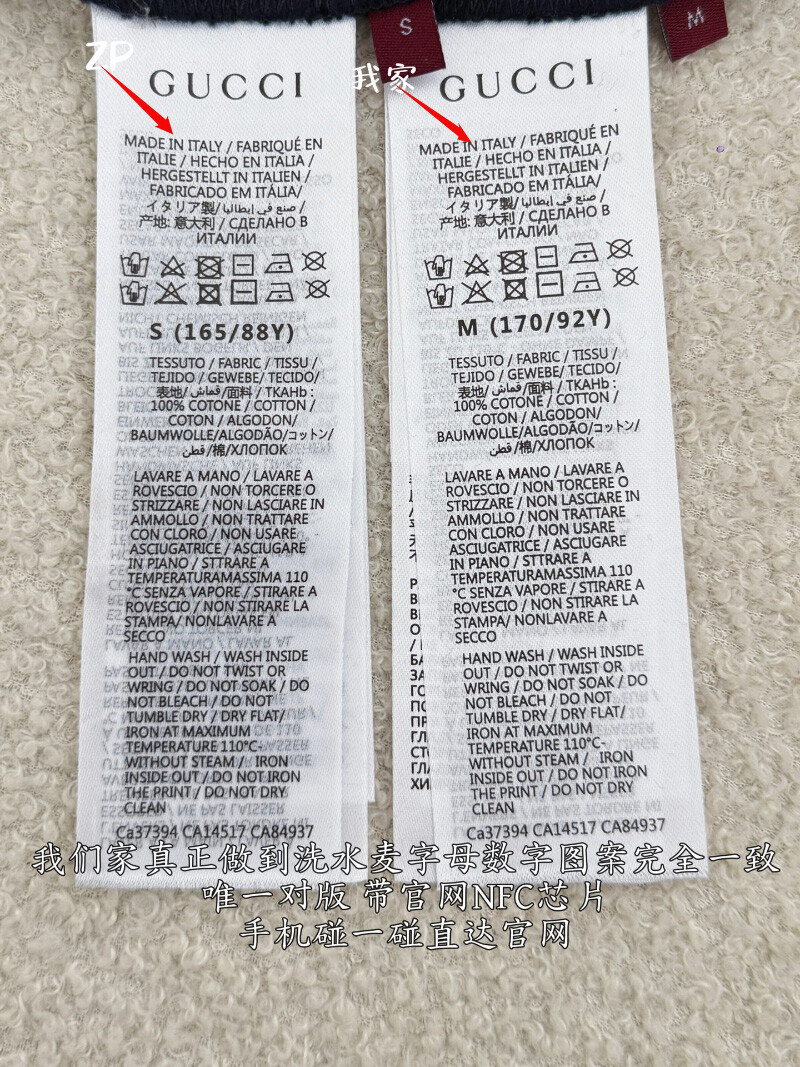 S
M
ZP
GUCCI
MADE IN ITALY / FABRIQUÉ EN
ITALIE / HECHO EN ITALIA /
HERGESTELLT IN ITALIEN /
FABRICADO EM ITÁLIA/
イタリア製/ صنع في إيطاليا /
产地: 意大利 / СДЕЛАНО В
ИТАЛИИ
S (165/88Y)
TESSUTO / FABRIC / TISSU /
TEJIDO / GEWEBE/ TECIDO/
表地/ قماش /面料 / TKAHb :
100% COTONE / COTTON /
COTON / ALGODON/
BAUMWOLLE/ALGODÃO/コットン/
قطن /棉/ХЛОПОК
LAVARE A MANO / LAVARE A
ROVESCIO / NON TORCERE O
STRIZZARE / NON LASCIARE IN
AMMOLLO / NON TRATTARE
CON CLORO / NON USARE
ASCIUGATRICE / ASCIUGARE
IN PIANO / STTRARE A
TEMPERATURAMASSIMA 110
°C SENZA VAPORE / STIRARE A
ROVESCIO / NON STIRARE LA
STAMPA/ NONLAVARE A
SECCO
HAND WASH / WASH INSIDE
OUT / DO NOT TWIST OR
WRING / DO NOT SOAK / DO
NOT BLEACH / DO NOT
TUMBLE DRY / DRY FLAT/
IRON AT MAXIMUM
TEMPERATURE 110°C-
WITHOUT STEAM / IRON
INSIDE OUT / DO NOT IRON
THE PRINT / DO NOT DRY
CLEAN
Ca37394 CA14517 CA84937
我家
GUCCI
MADE IN ITALY / FABRIQUÉ EN
ITALIE / HECHO EN ITALIA /
HERGESTELLT IN ITALIEN /
FABRICADO EM ITÁLIA/
イタリア製/ صنع في إيطاليا /
产地: 意大利 / СДЕЛАНО В
ИТАЛИИ
M (170/92Y)
TESSUTO / FABRIC / TISSU /
TEJIDO / GEWEBE/ TECIDO/
表地/ قماش /面料 / TKAHb :
100% COTONE / COTTON /
COTON / ALGODON/
BAUMWOLLE/ALGODÃO/コットン/
قطن /棉/ХЛОПОК
LAVARE A MANO / LAVARE A
ROVESCIO / NON TORCERE O
STRIZZARE / NON LASCIARE IN
AMMOLLO / NON TRATTARE
CON CLORO / NON USARE
ASCIUGATRICE / ASCIUGARE
IN PIANO / STTRARE A
TEMPERATURAMASSIMA 110
°C SENZA VAPORE / STIRARE A
ROVESCIO / NON STIRARE LA
STAMPA/ NONLAVARE A
SECCO
HAND WASH / WASH INSIDE
OUT / DO NOT TWIST OR
WRING / DO NOT SOAK / DO
NOT BLEACH / DO NOT
TUMBLE DRY / DRY FLAT/
IRON AT MAXIMUM
TEMPERATURE 110°C-
WITHOUT STEAM / IRON
INSIDE OUT / DO NOT IRON
THE PRINT / DO NOT DRY
CLEAN
Ca37394 CA14517 CA84937
我们家真正做到洗水麦字母数字图案完全一致
唯一对版 带官网NFC芯片
手机碰一碰直达官网